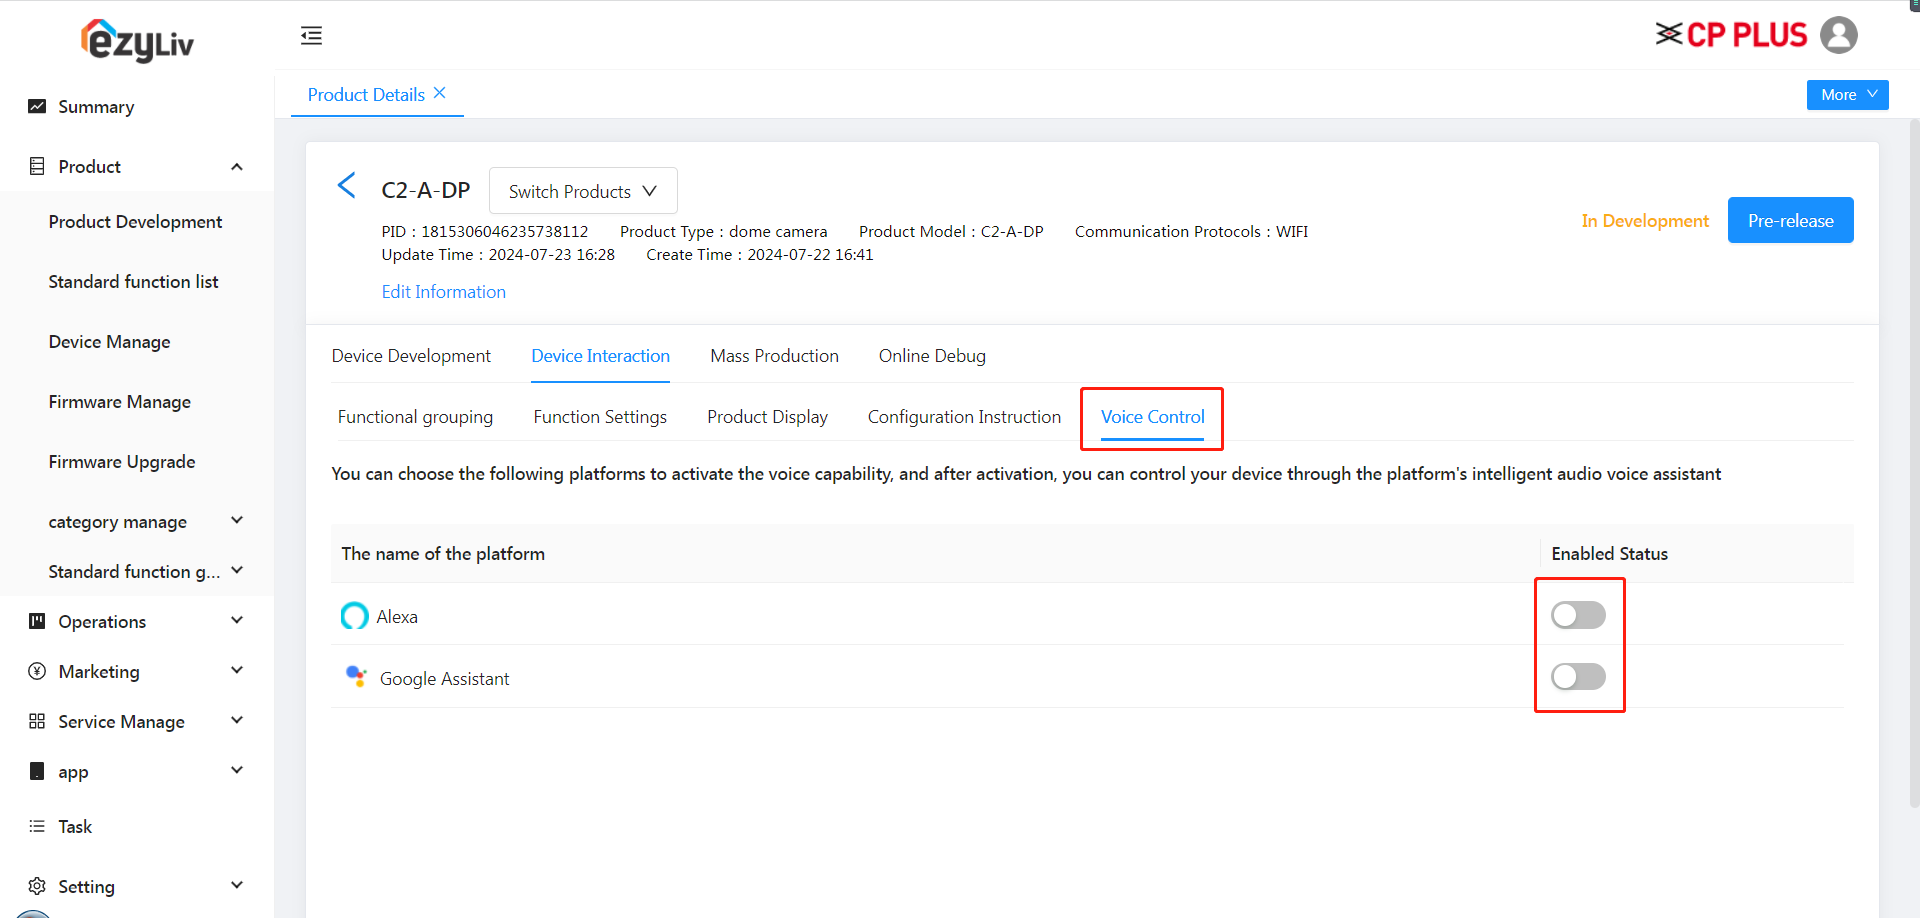 ezyLiv
CP PLUS
Summary
Product
Product Development
Standard function list
Device Manage
Firmware Manage
Firmware Upgrade
category manage
Standard function g...
Operations
Marketing
Service Manage
app
Task
Setting
Product Details
More
C2-A-DP
Switch Products
PID : 1815306046235738112 Product Type : dome camera Product Model : C2-A-DP Communication Protocols : WIFI
Update Time : 2024-07-23 16:28 Create Time : 2024-07-22 16:41
Edit Information
In Development
Pre-release
Device Development Device Interaction Mass Production Online Debug
Functional grouping Function Settings Product Display Configuration Instruction Voice Control
You can choose the following platforms to activate the voice capability, and after activation, you can control your device through the platform's intelligent audio voice assistant
The name of the platform Enabled Status
Alexa
Google Assistant